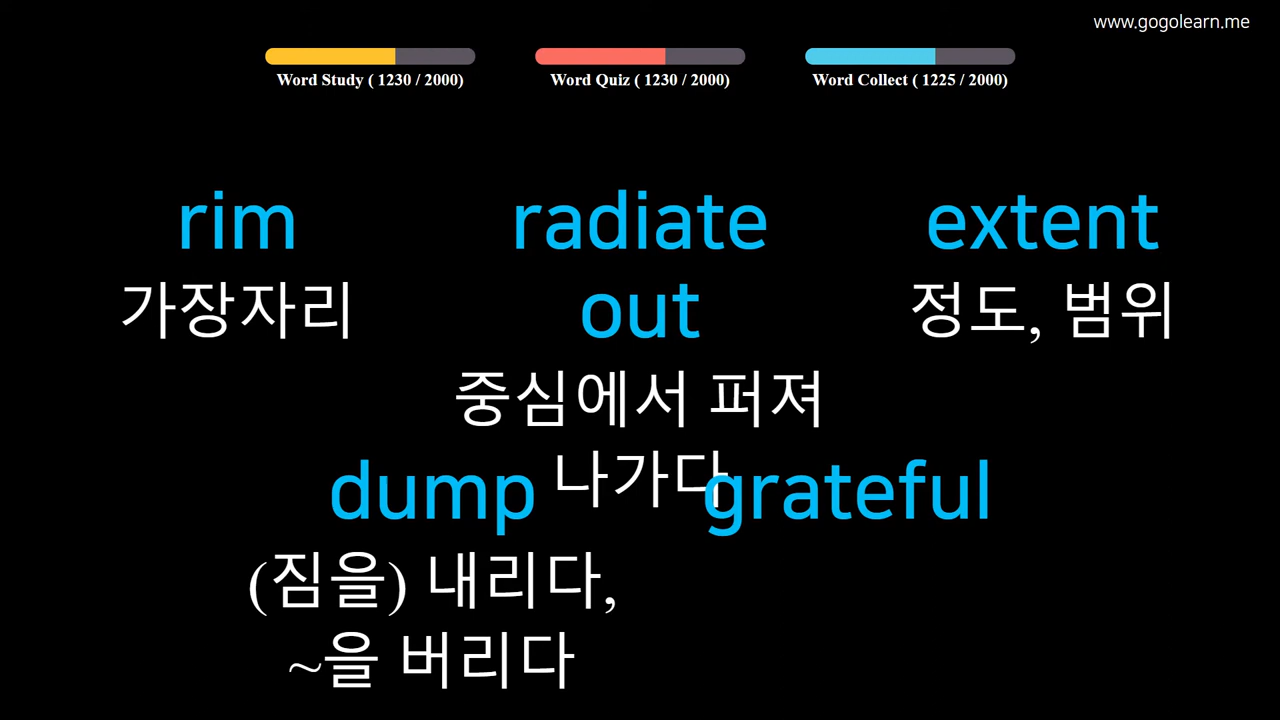 www.gogolearn.me
Word Study ( 1230 / 2000)
Word Quiz ( 1230 / 2000)
Word Collect ( 1225 / 2000)
rim
가장자리
radiate
out
중심에서 퍼져
나가다
extent
정도, 범위
dump
(짐을) 내리다,
~을 버리다
grateful